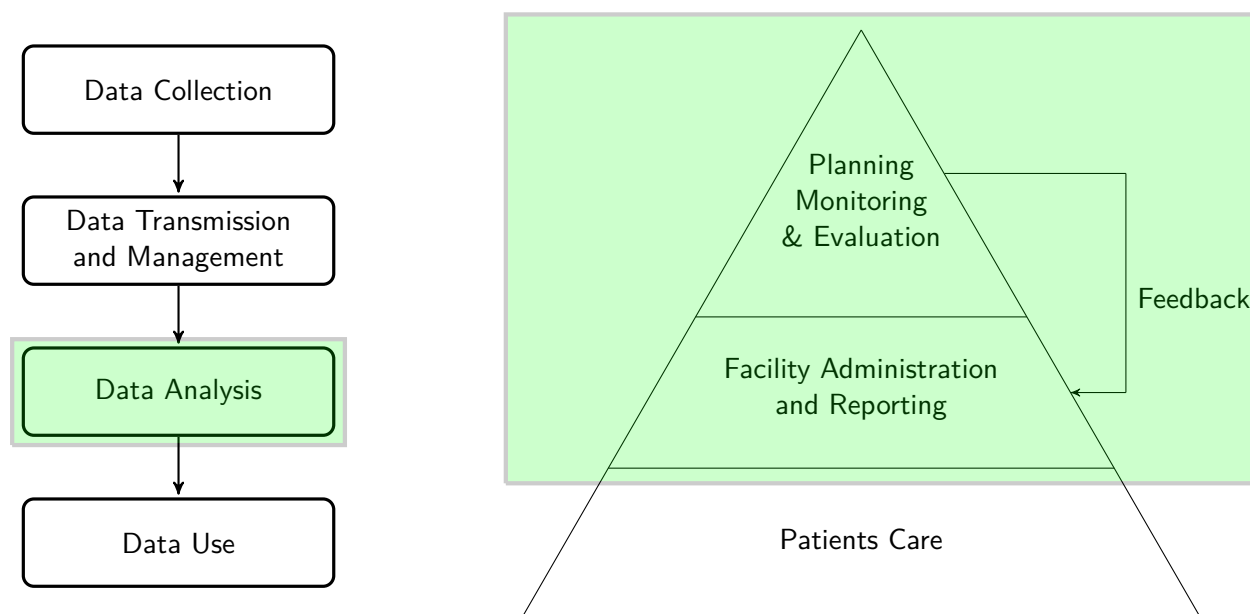 Data Collection
Data Transmission
and Management
Data Analysis
Data Use
Planning
Monitoring
& Evaluation
Feedback
Facility Administration
and Reporting
Patients Care